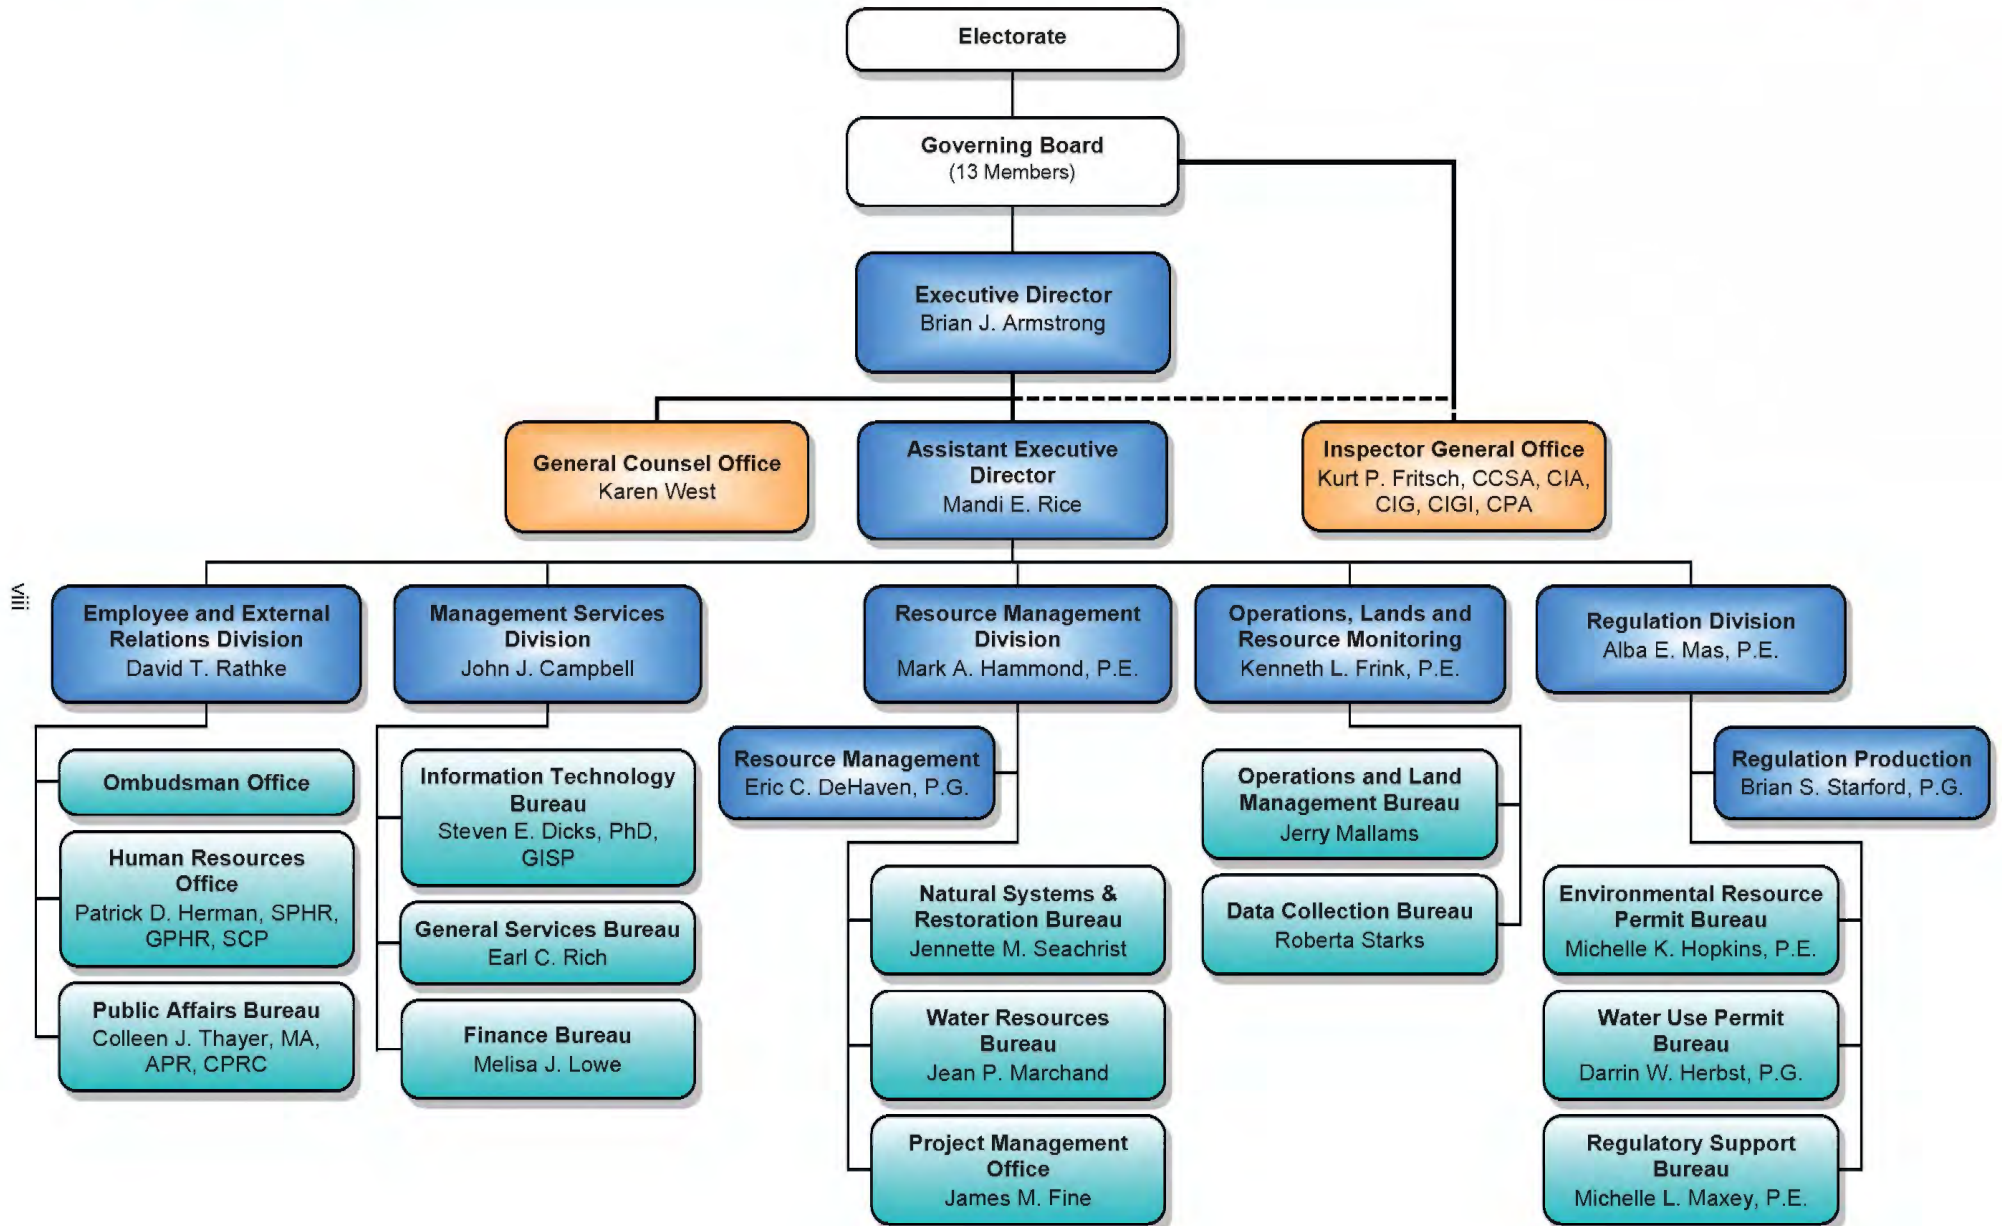 Electorate
Governing Board
(13 Members)
Executive Director
Brian J. Armstrong
General Counsel Office
Karen West
Assistant Executive
Director
Mandi E. Rice
Inspector General Office
Kurt P. Fritsch, CCSA, CIA,
CIG, CIGI, CPA
viii
Employee and External
Relations Division
David T. Rathke
Ombudsman Office
Human Resources
Office
Patrick D. Herman, SPHR,
GPHR, SCP
Public Affairs Bureau
Colleen J. Thayer, MA,
APR, CPRC
Management Services
Division
John J. Campbell
Information Technology
Bureau
Steven E. Dicks, PhD,
GISP
General Services Bureau
Earl C. Rich
Finance Bureau
Melisa J. Lowe
Resource Management
Division
Mark A. Hammond, P.E.
Resource Management
Eric C. DeHaven, P.G.
Natural Systems &
Restoration Bureau
Jennette M. Seachrist
Water Resources
Bureau
Jean P. Marchand
Project Management
Office
James M. Fine
Operations, Lands and
Resource Monitoring
Kenneth L. Frink, P.E.
Operations and Land
Management Bureau
Jerry Mallams
Data Collection Bureau
Roberta Starks
Regulation Division
Alba E. Mas, P.E.
Regulation Production
Brian S. Starford, P.G.
Environmental Resource
Permit Bureau
Michelle K. Hopkins, P.E.
Water Use Permit
Bureau
Darrin W. Herbst, P.G.
Regulatory Support
Bureau
Michelle L. Maxey, P.E.